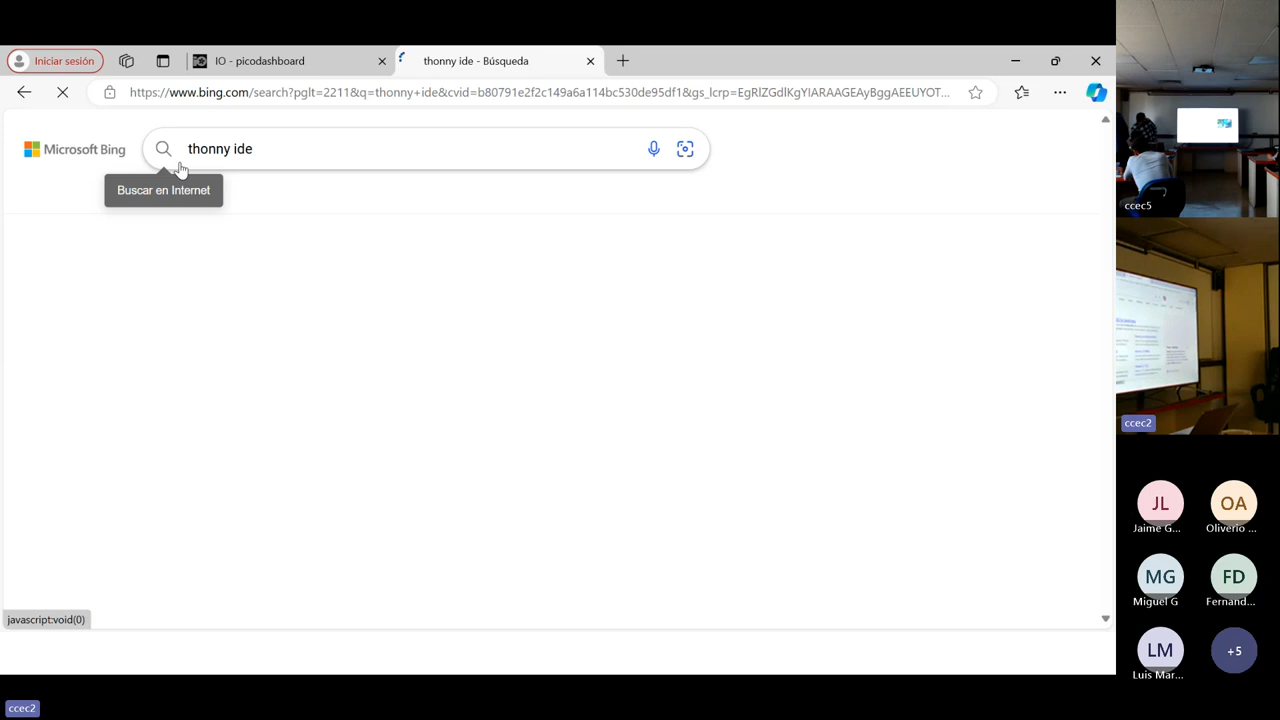 Iniciar sesión
IO - picodashboard
thonny ide - Búsqueda
https://www.bing.com/search?pglt=2211&q=thonny+ide&cvid=b80791e2f2c149a6a114bc530de95df1&gs_lcrp=EgRlZGdlKgYIARAAGEAyBggAEEUYOT...
Microsoft Bing
thonny ide
Buscar en Internet
javascript:void(0)
ccec2
ccec5
ccec2
JL
Jaime G...
OA
Oliverio ...
MG
Miguel G
FD
Fernand...
LM
Luis Mar...
+5